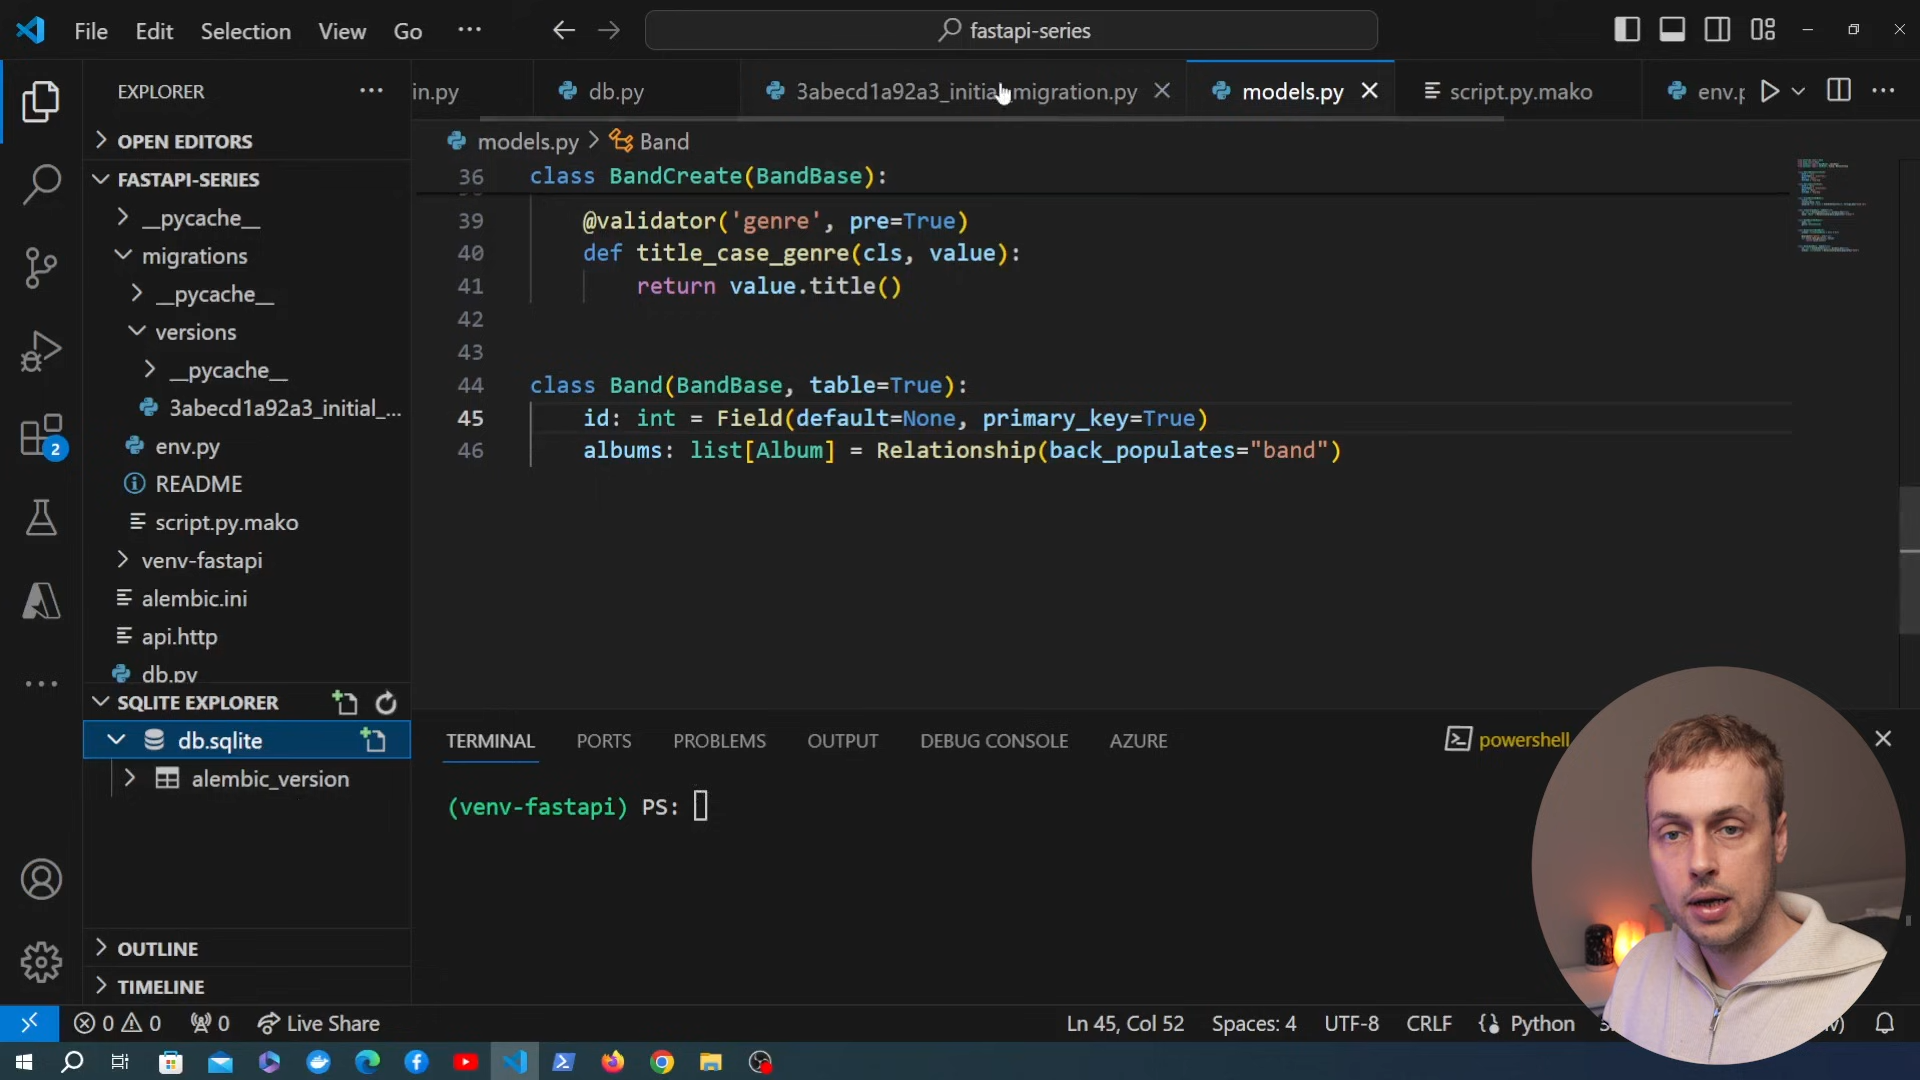 File Edit Selection View Go ··· fastapi-series
EXPLORER
in.py db.py 3abecd1a92a3_initial_migration.py models.py script.py.mako env.p
OPEN EDITORS
models.py > Band
FASTAPI-SERIES
__pycache__
migrations
__pycache__
versions
__pycache__
3abecd1a92a3_initial_...
env.py
README
script.py.mako
venv-fastapi
alembic.ini
api.http
db.py
36 class BandCreate(BandBase):
39 @validator('genre', pre=True)
40 def title_case_genre(cls, value):
41 return value.title()
42
43
44 class Band(BandBase, table=True):
45 id: int = Field(default=None, primary_key=True)
46 albums: list[Album] = Relationship(back_populates="band")
SQLITE EXPLORER
db.sqlite
alembic_version
OUTLINE
TIMELINE
2
TERMINAL PORTS PROBLEMS OUTPUT DEBUG CONSOLE AZURE powershell
(venv-fastapi) PS:
0 0 0 Live Share Ln 45, Col 52 Spaces: 4 UTF-8 CRLF Python